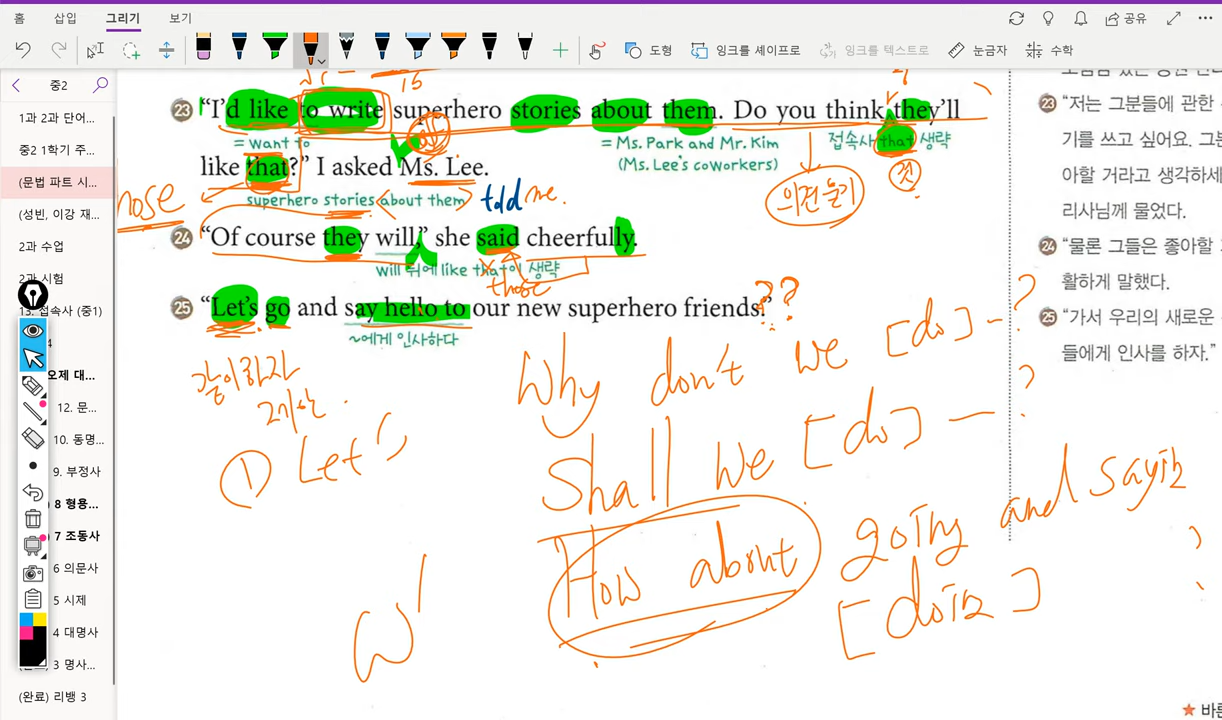 홈 삽입 그리기 보기
공유
도형 잉크를 셰이프로 잉크를 텍스트로 눈금자 수학
중2
1과 2과 단어...
중2 1학기 주...
(문법 파트 시...
(성빈, 이강 재...
2과 수업
2과 시험
13. 접속사 (중1)
4
오제 대...
12. 문...
10. 동명...
9. 부정사
8 형용...
7 조동사
6 의문사
5 시제
4 대명사
3 명사...
(완료) 리뱅 3
15
23 “I’d like to write superhero stories about them. Do you think they’ll
= want to
= Ms. Park and Mr. Kim
(Ms. Lee’s coworkers)
접속사 that 생략
것
like that?” I asked Ms. Lee.
의견 묻기
superhero stories about them
told me.
24 “Of course they will,” she said cheerfully.
will 뒤에 like that이 생략
those
25 “Let’s go and say hello to our new superhero friends.”
??
~에게 인사하다
같이하자
제안
① Let's
Why don't we [do] - ?
Shall we [do] — ?
How about going and saying
[doing]
?
w
23 “저는 그분들에 관한
기를 쓰고 싶어요. 그분
아할 거라고 생각하세
리사님께 물었다.
24 “물론 그들은 좋아할
활하게 말했다.
25 “가서 우리의 새로운
들에게 인사를 하자.”
★ 바른